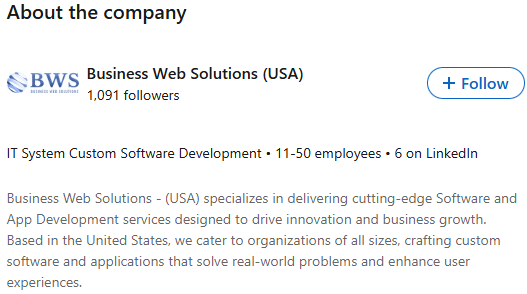 About the company
BWS
BUSINESS WEB SOLUTIONS
Business Web Solutions (USA)
1,091 followers
+ Follow
IT System Custom Software Development • 11-50 employees • 6 on LinkedIn
Business Web Solutions - (USA) specializes in delivering cutting-edge Software and
App Development services designed to drive innovation and business growth.
Based in the United States, we cater to organizations of all sizes, crafting custom
software and applications that solve real-world problems and enhance user
experiences.